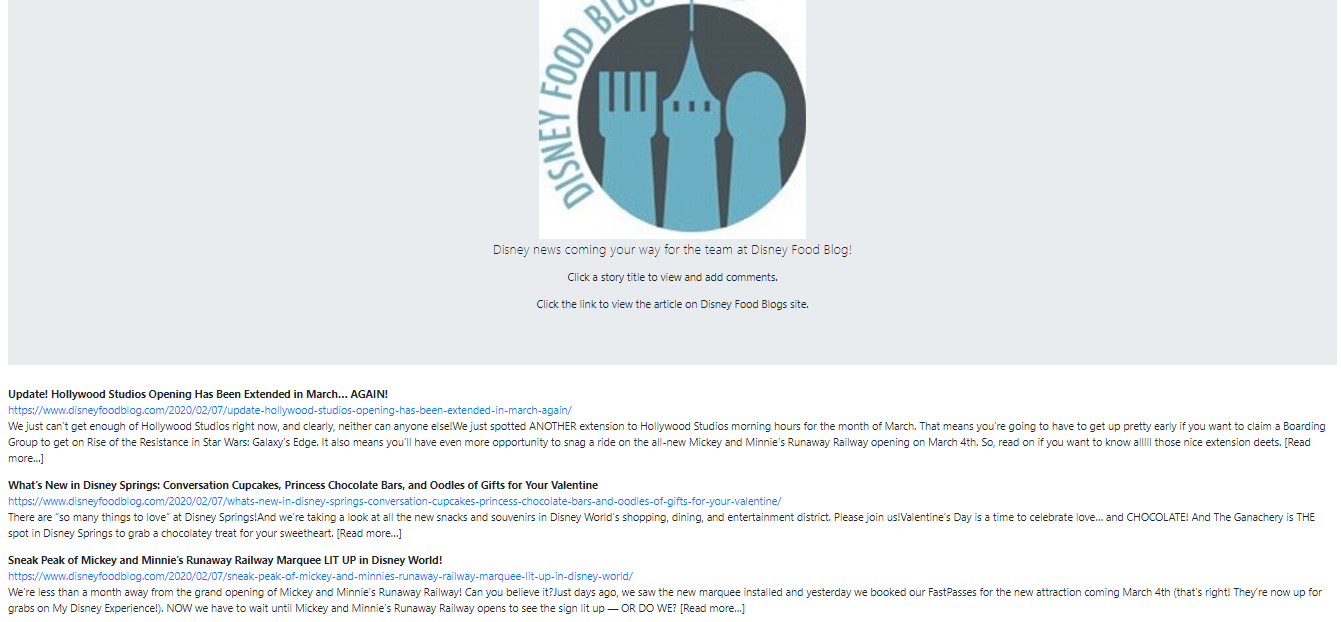 DISNEY FOOD BLOG
Disney news coming your way for the team at Disney Food Blog!
Click a story title to view and add comments.
Click the link to view the article on Disney Food Blogs site.
Update! Hollywood Studios Opening Has Been Extended in March... AGAIN!
https://www.disneyfoodblog.com/2020/02/07/update-hollywood-studios-opening-has-been-extended-in-march-again/
We just can't get enough of Hollywood Studios right now, and clearly, neither can anyone else!We just spotted ANOTHER extension to Hollywood Studios morning hours for the month of March. That means you're going to have to get up pretty early if you want to claim a Boarding
Group to get on Rise of the Resistance in Star Wars: Galaxy's Edge. It also means you'll have even more opportunity to snag a ride on the all-new Mickey and Minnie's Runaway Railway opening on March 4th. So, read on if you want to know alllll those nice extension deets. [Read
more...]
What's New in Disney Springs: Conversation Cupcakes, Princess Chocolate Bars, and Oodles of Gifts for Your Valentine
https://www.disneyfoodblog.com/2020/02/07/whats-new-in-disney-springs-conversation-cupcakes-princess-chocolate-bars-and-oodles-of-gifts-for-your-valentine/
There are "so many things to love" at Disney Springs!And we're taking a look at all the new snacks and souvenirs in Disney World's shopping, dining, and entertainment district. Please join us!Valentine's Day is a time to celebrate love... and CHOCOLATE! And The Ganachery is THE
spot in Disney Springs to grab a chocolatey treat for your sweetheart. [Read more...]
Sneak Peak of Mickey and Minnie's Runaway Railway Marquee LIT UP in Disney World!
https://www.disneyfoodblog.com/2020/02/07/sneak-peak-of-mickey-and-minnies-runaway-railway-marquee-lit-up-in-disney-world/
We're less than a month away from the grand opening of Mickey and Minnie's Runaway Railway! Can you believe it?Just days ago, we saw the new marquee installed and yesterday we booked our FastPasses for the new attraction coming March 4th (that's right! They're now up for
grabs on My Disney Experience!). NOW we have to wait until Mickey and Minnie's Runaway Railway opens to see the sign lit up — OR DO WE? [Read more...]